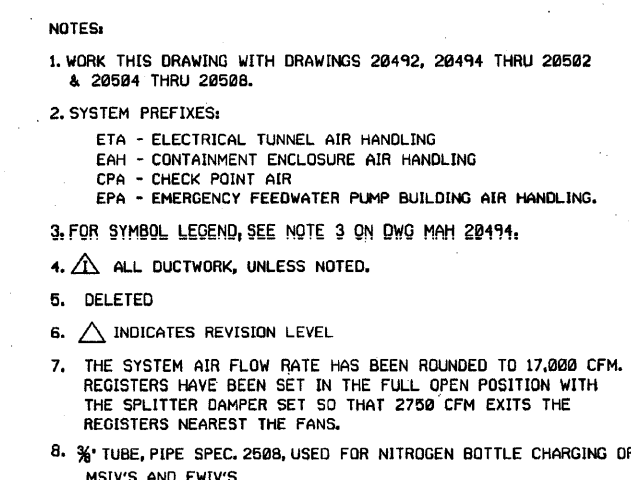 NOTES:
1. WORK THIS DRAWING WITH DRAWINGS 20492, 20494 THRU 20502
& 20504 THRU 20508.
2. SYSTEM PREFIXES:
ETA - ELECTRICAL TUNNEL AIR HANDLING
EAH - CONTAINMENT ENCLOSURE AIR HANDLING
CPA - CHECK POINT AIR
EPA - EMERGENCY FEEDWATER PUMP BUILDING AIR HANDLING.
3. FOR SYMBOL LEGEND, SEE NOTE 3 ON DWG MAH 20494.
4. 1 ALL DUCTWORK, UNLESS NOTED.
5. DELETED
6. INDICATES REVISION LEVEL
7. THE SYSTEM AIR FLOW RATE HAS BEEN ROUNDED TO 17,000 CFM.
REGISTERS HAVE BEEN SET IN THE FULL OPEN POSITION WITH
THE SPLITTER DAMPER SET SO THAT 2750 CFM EXITS THE
REGISTERS NEAREST THE FANS.
8. ⅜" TUBE, PIPE SPEC. 2508, USED FOR NITROGEN BOTTLE CHARGING OF
MSIV'S AND FWIV'S